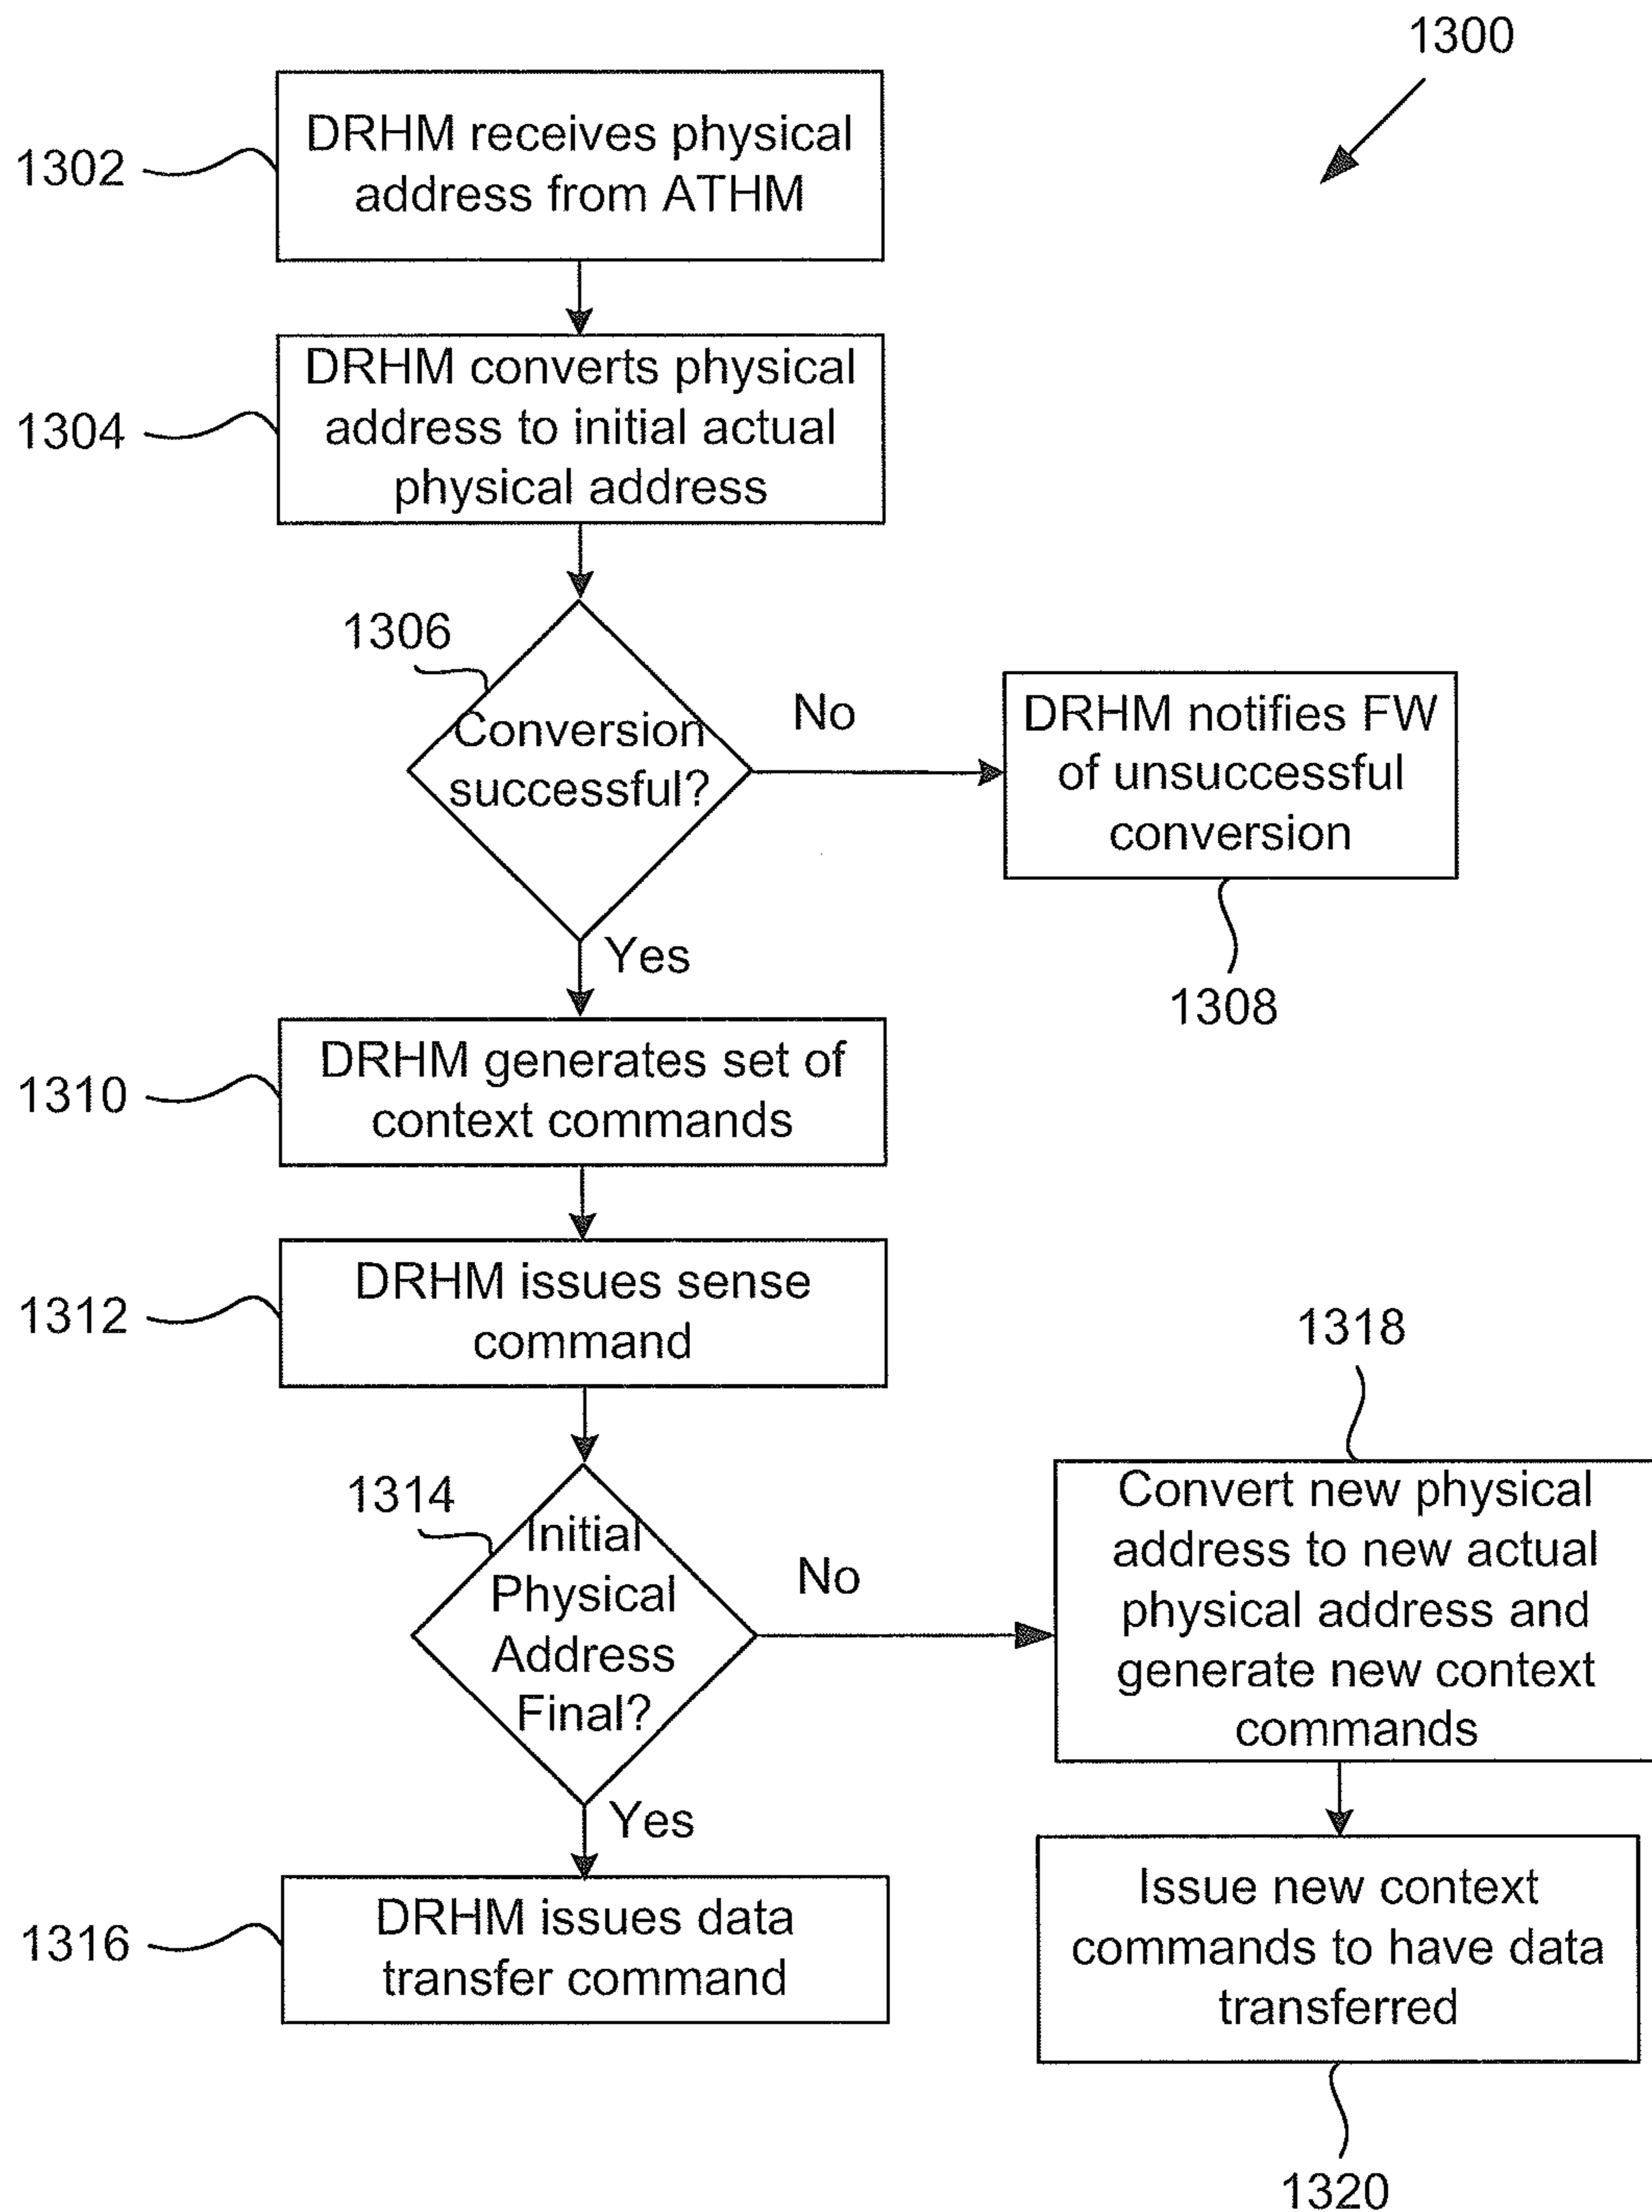 1300
DRHM receives physical
address from ATHM
1302
DRHM converts physical
address to initial actual
physical address
1304
1306
Conversion
successful?
No
DRHM notifies FW
of unsuccessful
conversion
1308
Yes
DRHM generates set of
context commands
1310
DRHM issues sense
command
1312
1314
Initial
Physical
Address
Final?
No
1318
Convert new physical
address to new actual
physical address and
generate new context
commands
Yes
DRHM issues data
transfer command
1316
Issue new context
commands to have data
transferred
1320